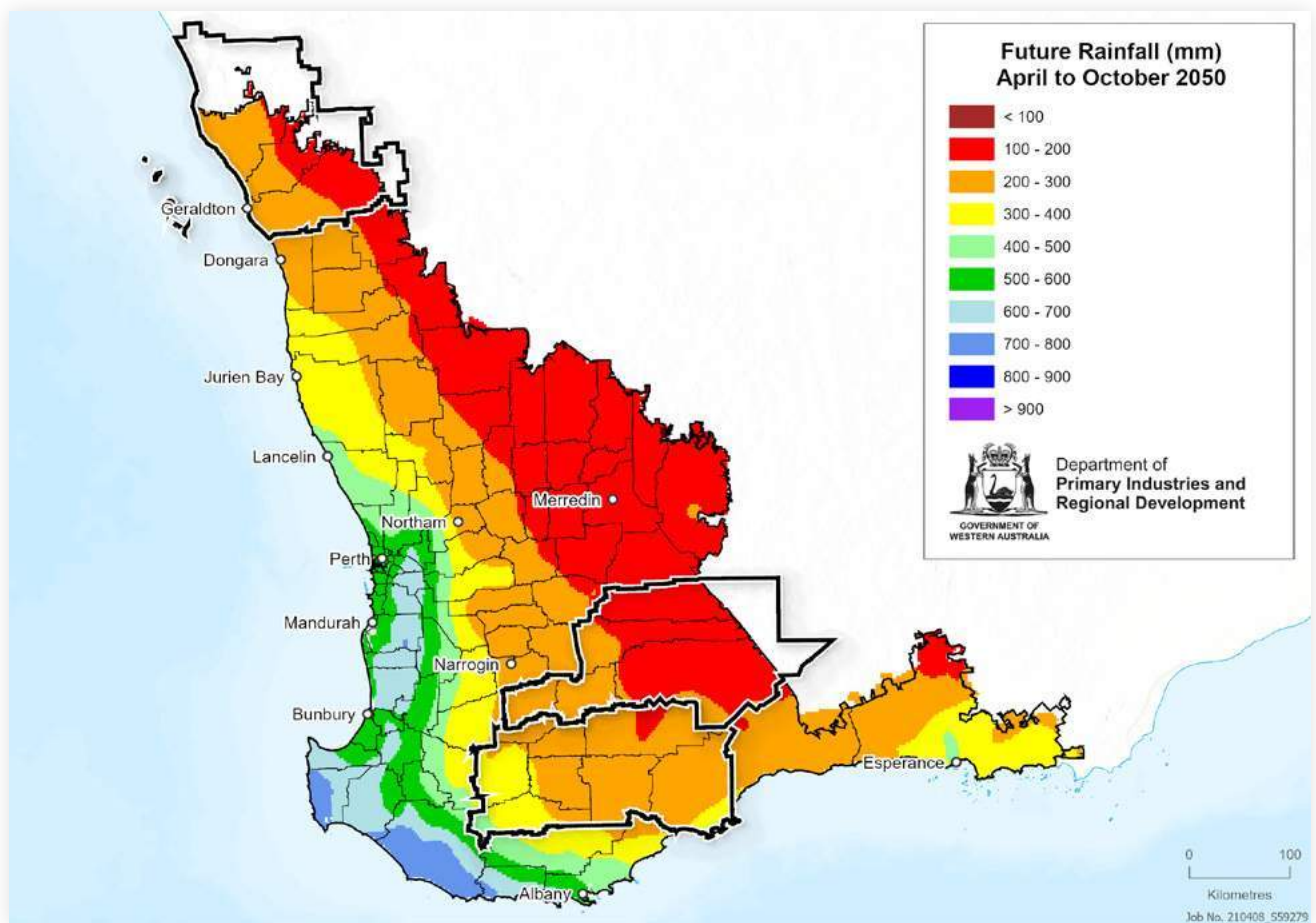 Future Rainfall (mm)
April to October 2050
< 100
100 - 200
200 - 300
300 - 400
400 - 500
500 - 600
600 - 700
700 - 800
800 - 900
> 900
GOVERNMENT OF
WESTERN AUSTRALIA
Department of
Primary Industries and
Regional Development
Geraldton
Dongara
Jurien Bay
Lancelin
Merredin
Northam
Perth
Mandurah
Narrogin
Bunbury
Esperance
Albany
0 100
Kilometres
Job No. 210408_559279